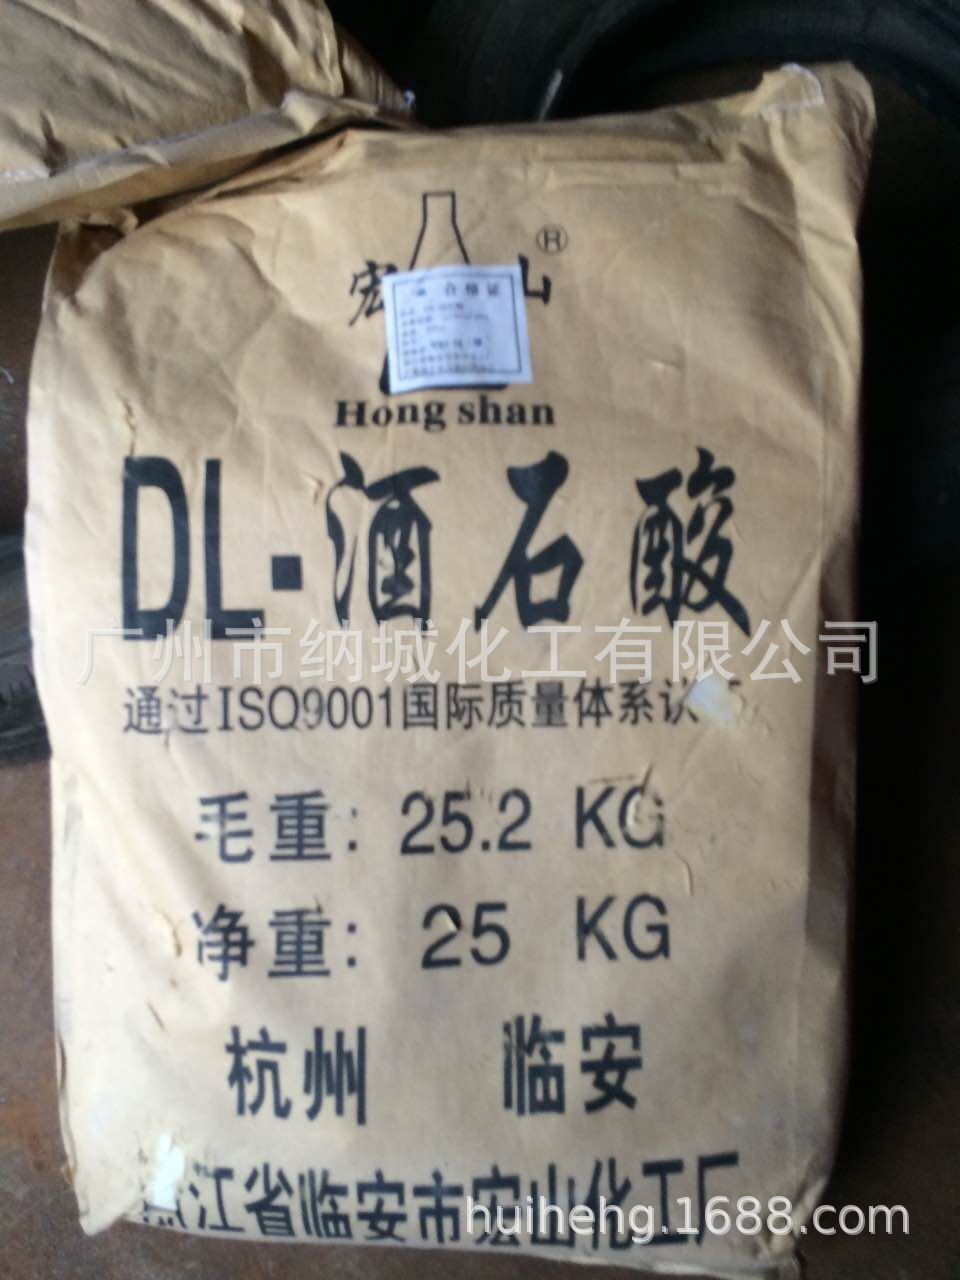 宏山®
合格证
Hong shan
DL·酒石酸
广州市纳城化工有限公司
通过ISO9001国际质量体系认
毛重：25.2 KG
净重：25 KG
杭州 临安
江省临安市宏山化工厂
huiheng.1688.com